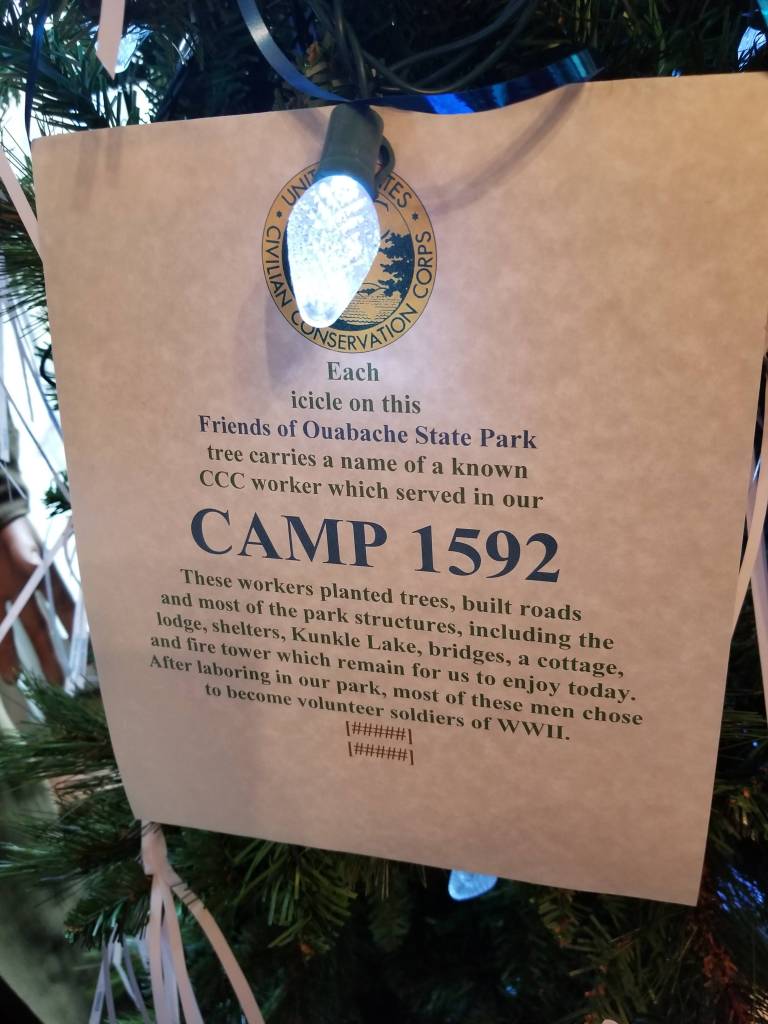 UNIT TES
CIVILIAN CONSERVATION CORPS
Each
icicle on this
Friends of Ouabache State Park
tree carries a name of a known
CCC worker which served in our
CAMP 1592
These workers planted trees, built roads
and most of the park structures, including the
lodge, shelters, Kunkle Lake, bridges, a cottage,
and fire tower which remain for us to enjoy today.
After laboring in our park, most of these men chose
to become volunteer soldiers of WWII.
[#####]
[#####]